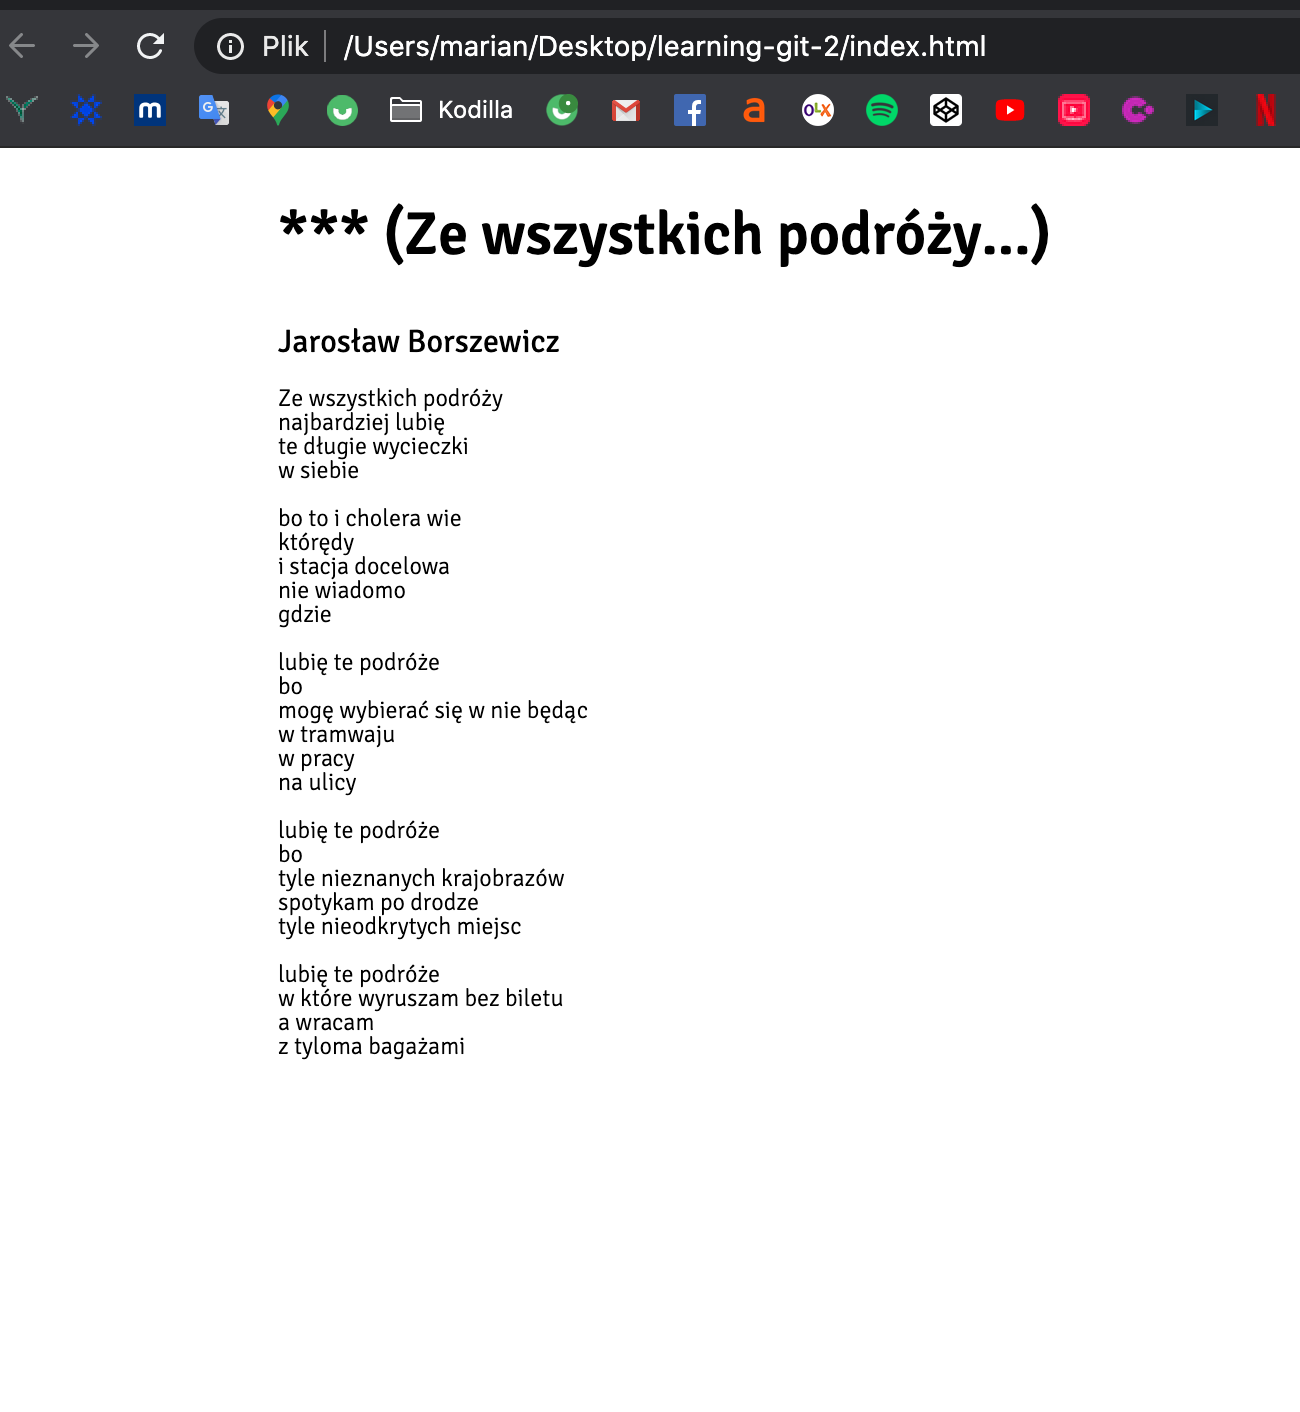 Plik /Users/marian/Desktop/learning-git-2/index.html
m G 文 Kodilla f a OLX N
*** (Ze wszystkich podróży...)
Jarosław Borszewicz
Ze wszystkich podróży
najbardziej lubię
te długie wycieczki
w siebie
bo to i cholera wie
którędy
i stacja docelowa
nie wiadomo
gdzie
lubię te podróże
bo
mogę wybierać się w nie będąc
w tramwaju
w pracy
na ulicy
lubię te podróże
bo
tyle nieznanych krajobrazów
spotykam po drodze
tyle nieodkrytych miejsc
lubię te podróże
w które wyruszam bez biletu
a wracam
z tyloma bagażami